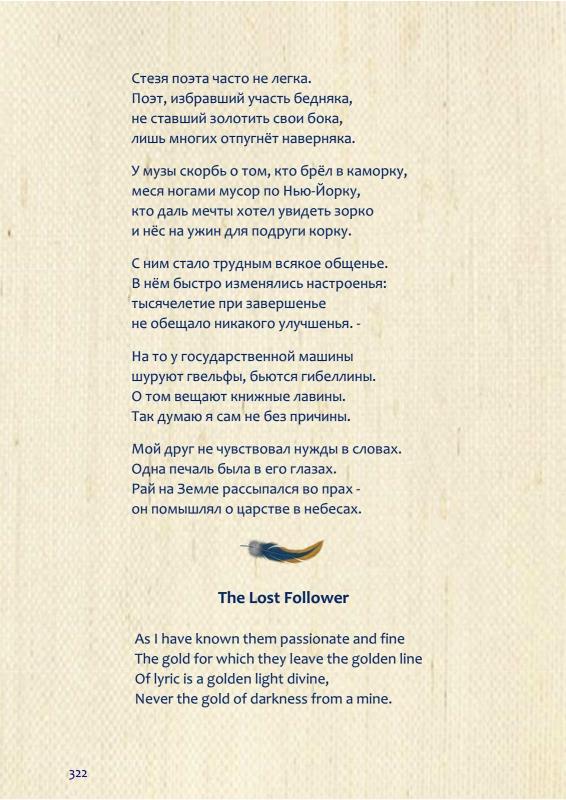 Стезя поэта часто не легка.
Поэт, избравший участь бедняка,
не ставший золотить свои бока,
лишь многих отпугнёт наверняка.
У музы скорбь о том, кто брёл в каморку,
меся ногами мусор по Нью-Йорку,
кто даль мечты хотел увидеть зорко
и нёс на ужин для подруги корку.
С ним стало трудным всякое общенье.
В нём быстро изменялись настроенья:
тысячелетие при завершенье
не обещало никакого улучшенья. -
На то у государственной машины
шуруют гвельфы, бьются гибеллины.
О том вещают книжные лавины.
Так думаю я сам не без причины.
Мой друг не чувствовал нужды в словах.
Одна печаль была в его глазах.
Рай на Земле рассыпался во прах -
он помышлял о царстве в небесах.
The Lost Follower
As I have known them passionate and fine
The gold for which they leave the golden line
Of lyric is a golden light divine,
Never the gold of darkness from a mine.
322